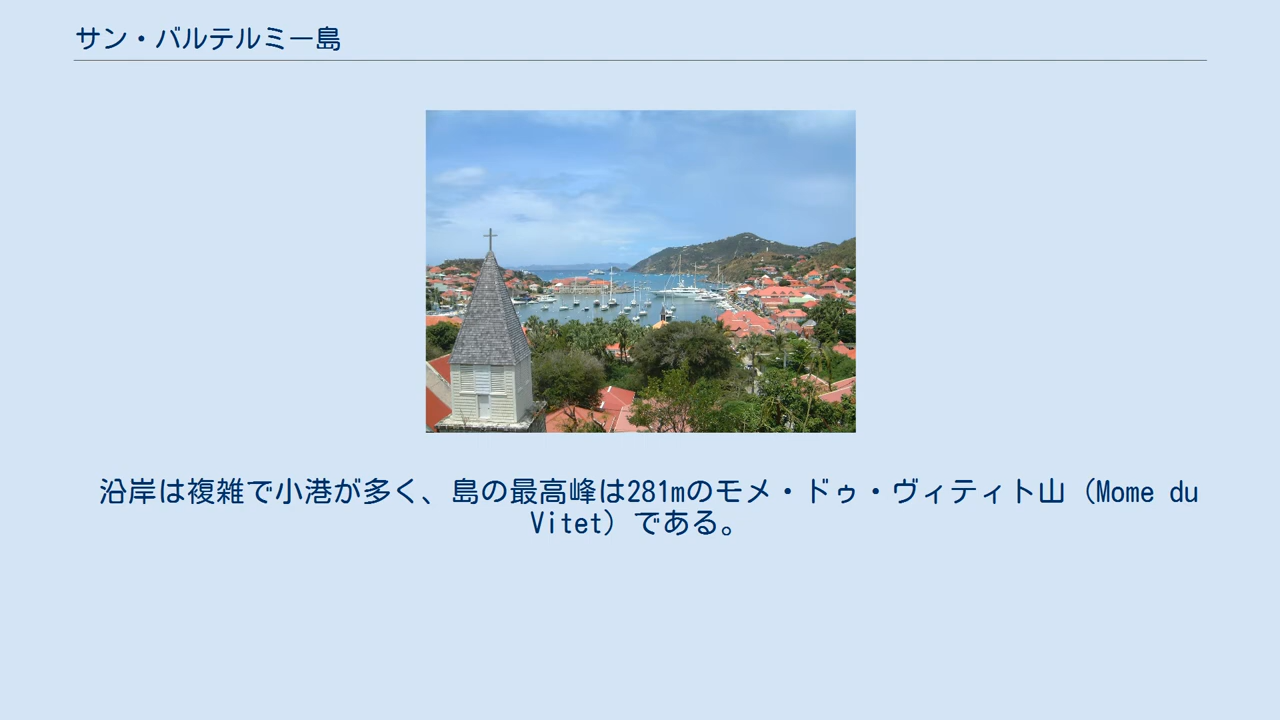 サン・バルテルミー島
沿岸は複雑で小港が多く、島の最高峰は281mのモメ・ドゥ・ヴィティト山（Mome du
Vitet）である。